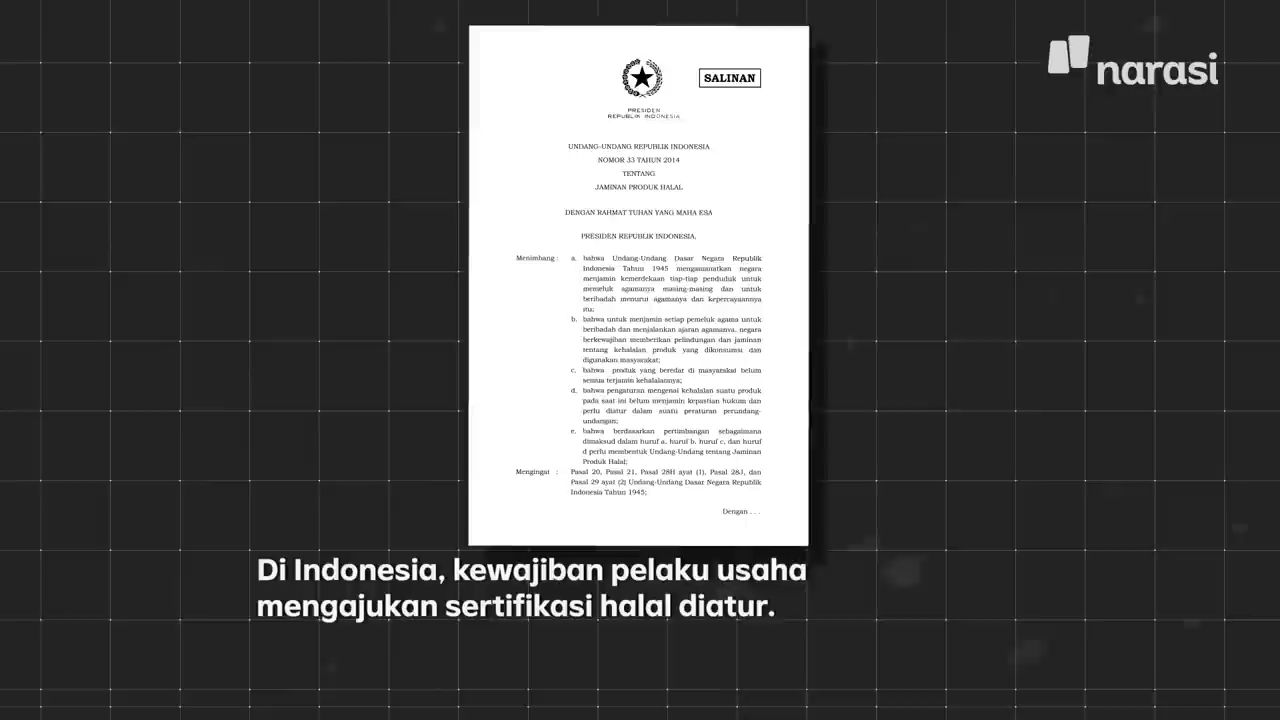 narasi
SALINAN
PRESIDEN
REPUBLIK INDONESIA
UNDANG-UNDANG REPUBLIK INDONESIA
NOMOR 33 TAHUN 2014
TENTANG
JAMINAN PRODUK HALAL
DENGAN RAHMAT TUHAN YANG MAHA ESA
PRESIDEN REPUBLIK INDONESIA,
Menimbang : a. bahwa Undang-Undang Dasar Negara Republik
Indonesia Tahun 1945 mengamanatkan negara
menjamin kemerdekaan tiap-tiap penduduk untuk
memeluk agamanya masing-masing dan untuk
beribadah menurut agamanya dan kepercayaannya
itu;
b. bahwa untuk menjamin setiap pemeluk agama untuk
beribadah dan menjalankan ajaran agamanya, negara
berkewajiban memberikan pelindungan dan jaminan
tentang kehalalan produk yang dikonsumsi dan
digunakan masyarakat;
c. bahwa produk yang beredar di masyarakat belum
semua terjamin kehalalannya;
d. bahwa pengaturan mengenai kehalalan suatu produk
pada saat ini belum menjamin kepastian hukum dan
perlu diatur dalam suatu peraturan perundang-
undangan;
e. bahwa berdasarkan pertimbangan sebagaimana
dimaksud dalam huruf a, huruf b, huruf c, dan huruf
d perlu membentuk Undang-Undang tentang Jaminan
Produk Halal;
Mengingat : Pasal 20, Pasal 21, Pasal 28H ayat (1), Pasal 28J, dan
Pasal 29 ayat (2) Undang-Undang Dasar Negara Republik
Indonesia Tahun 1945;
Dengan . . .
Di Indonesia, kewajiban pelaku usaha
mengajukan sertifikasi halal diatur.